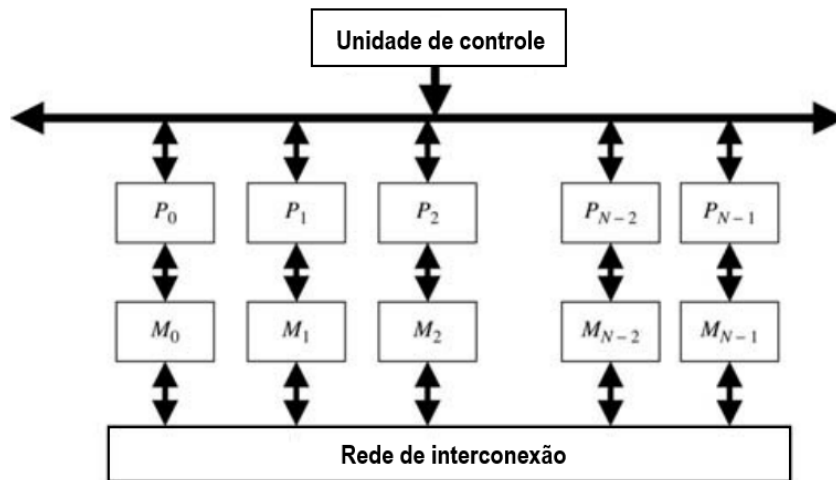 Unidade de controle
P0 P1 P2 PN−2 PN−1
M0 M1 M2 MN−2 MN−1
Rede de interconexão